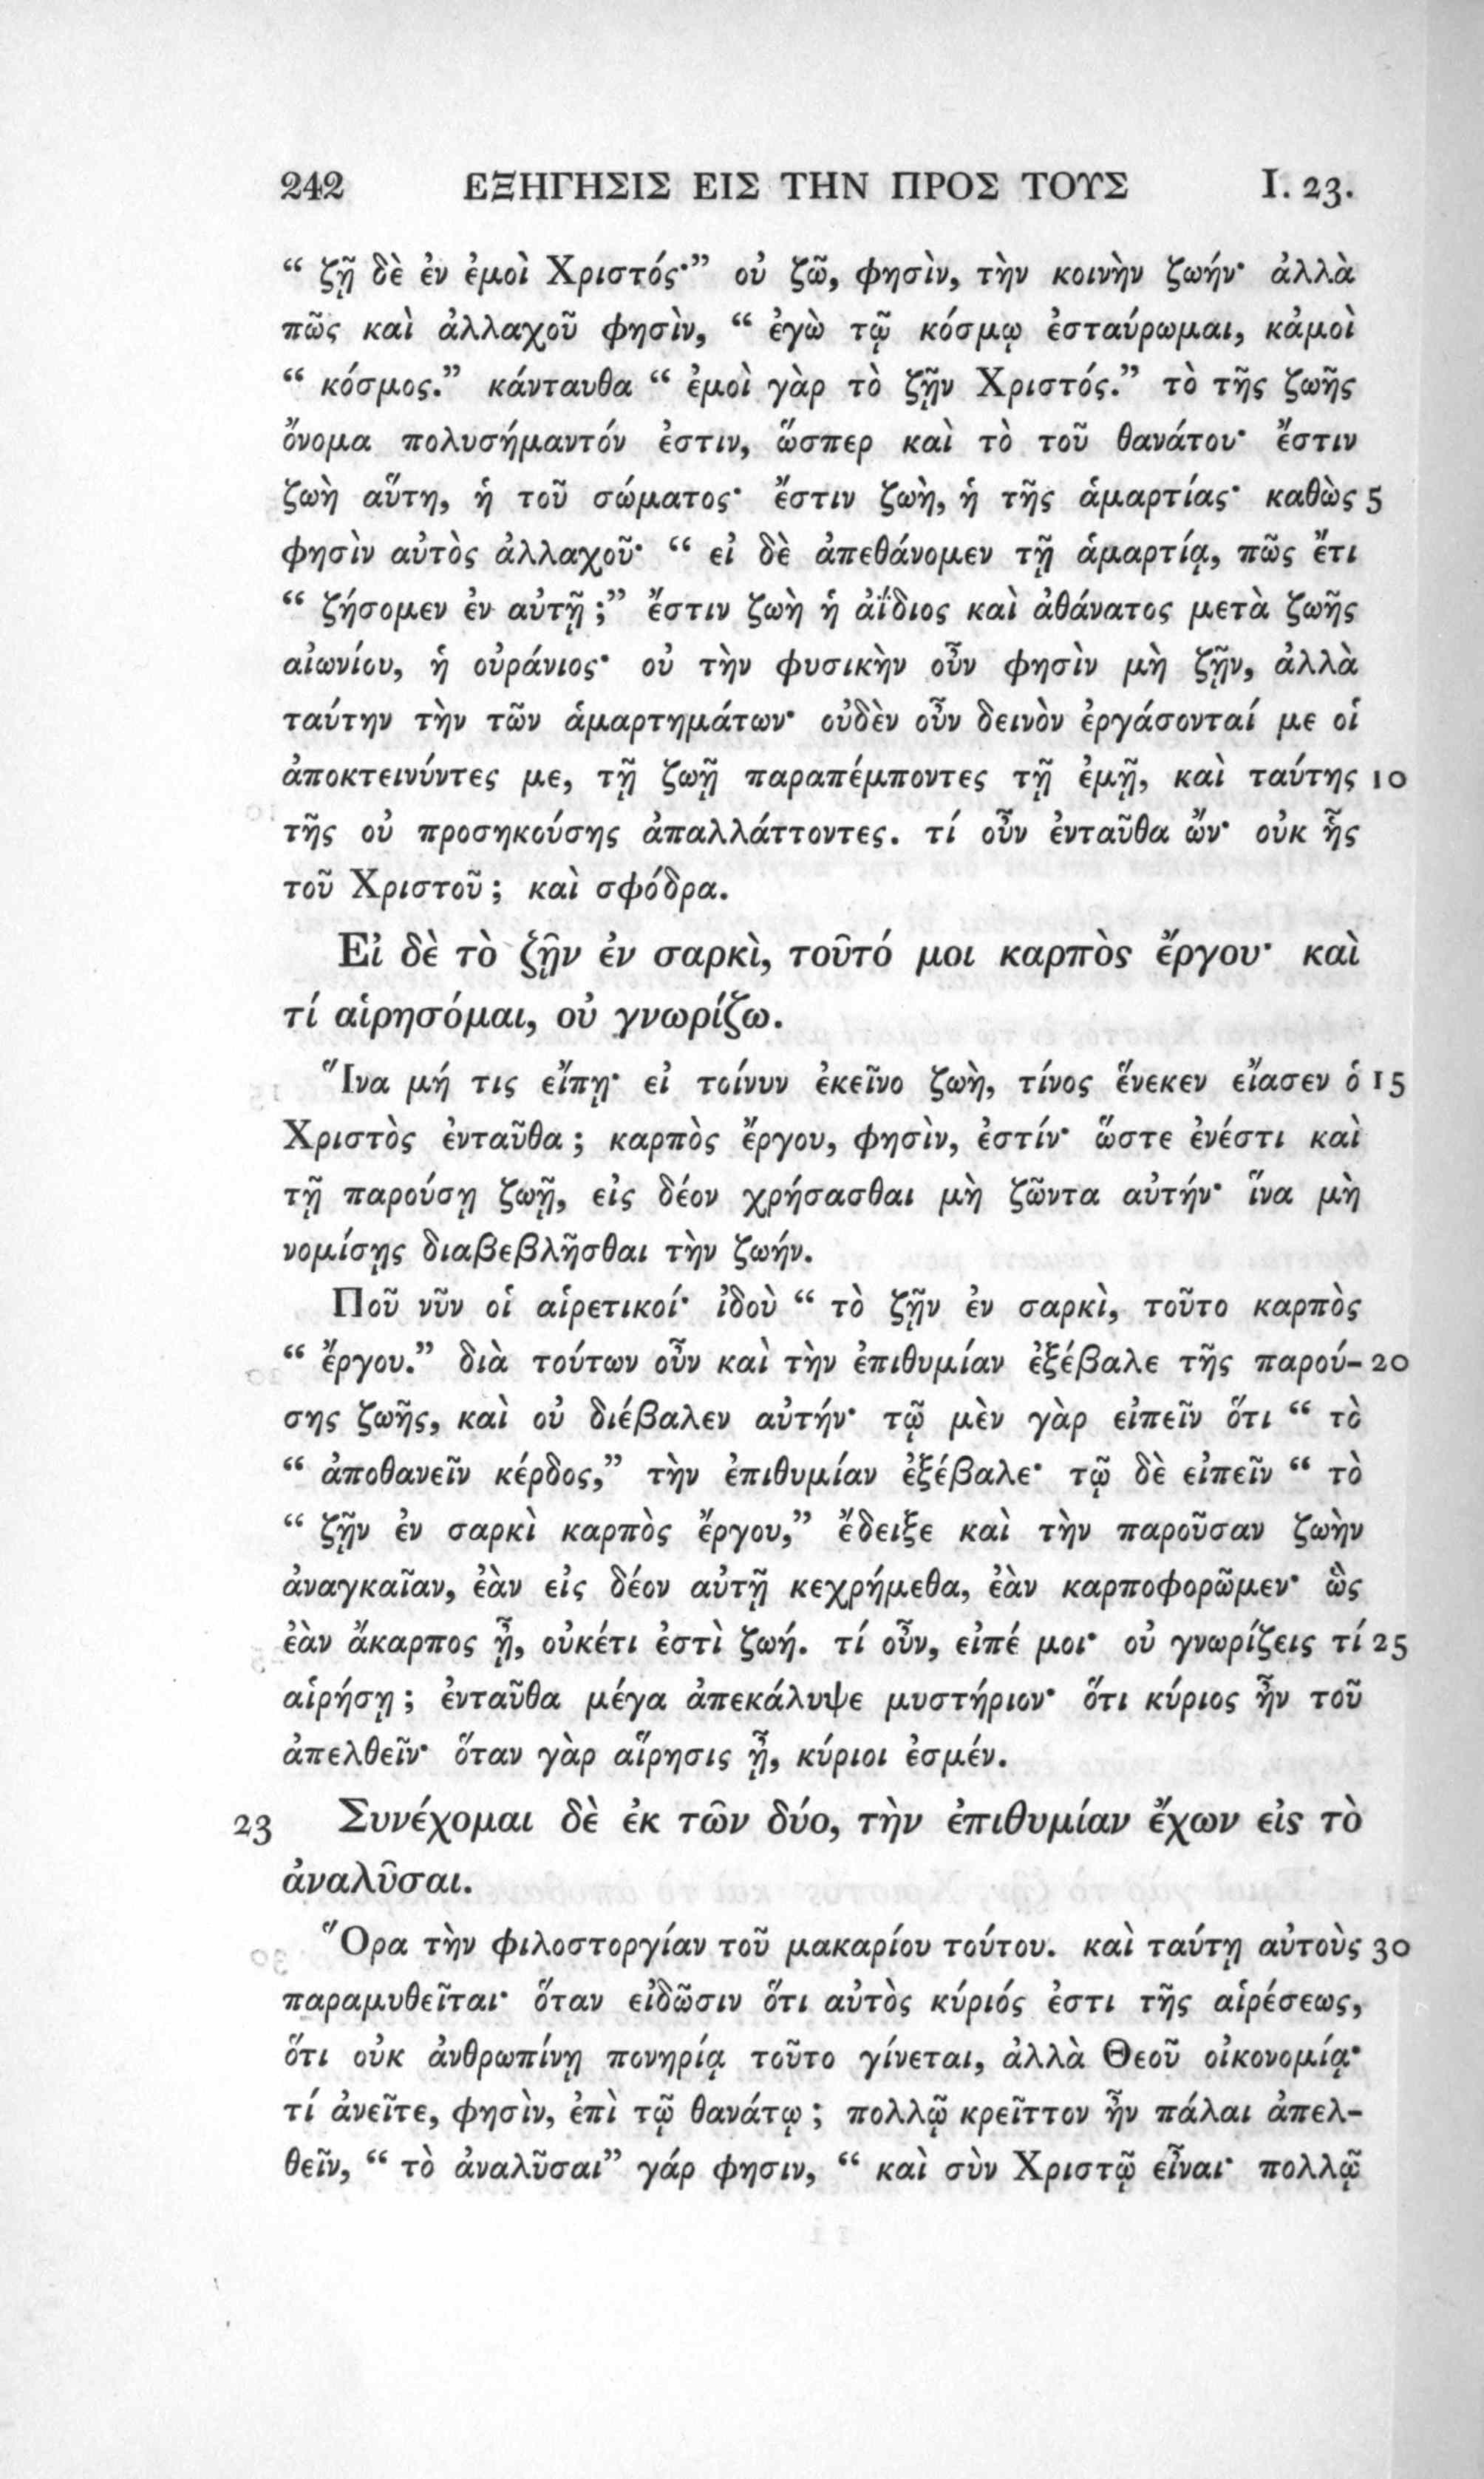 242 ΕΞΗΓΗΣΙΣ ΕΙΣ ΤΗΝ ΠΡΟΣ ΤΟΥΣ I. 23.
“ ζῇ δὲ ἐν ἐμοὶ Χριστός·” οὐ ζῶ, φησὶν, τὴν κοινὴν ζωήν· ἀλλὰ
πῶς καὶ ἀλλαχοῦ φησὶν, “ ἐγὼ τῷ κόσμῳ ἐσταύρωμαι, κἀμοὶ
“ κόσμος.” κάνταυθα “ ἐμοὶ γὰρ τὸ ζῇν Χριστός.” τὸ τῆς ζωῆς
ὄνομα πολυσήμαντόν ἐστιν, ὥσπερ καὶ τὸ τοῦ θανάτου· ἔστιν
ζωὴ αὕτη, ἡ τοῦ σώματος· ἔστιν ζωὴ, ἡ τῆς ἁμαρτίας· καθὼς 5
φησὶν αὐτὸς ἀλλαχοῦ· “ εἰ δὲ ἀπεθάνομεν τῇ ἁμαρτίᾳ, πῶς ἔτι
“ ζήσομεν ἐν αὐτῇ ;” ἔστιν ζωὴ ἡ ἀΐδιος καὶ ἀθάνατος μετὰ ζωῆς
αἰωνίου, ἡ οὐράνιος· οὐ τὴν φυσικὴν οὖν φησὶν μὴ ζῇν, ἀλλὰ
ταύτην τὴν τῶν ἁμαρτημάτων· οὐδὲν οὖν δεινὸν ἐργάσονταί με οἱ
ἀποκτεινύντες με, τῇ ζωῇ παραπέμποντες τῇ ἐμῇ, καὶ ταύτης 10
τῆς οὐ προσηκούσης ἀπαλλάττοντες. τί οὖν ἐνταῦθα ὤν· οὐκ ᾖς
τοῦ Χριστοῦ ; καὶ σφόδρα.
Εἰ δὲ τὸ ζῇν ἐν σαρκὶ, τοῦτό μοι καρπὸς ἔργου· καὶ
τί αἱρησόμαι, οὐ γνωρίζω.
Ἵνα μή τις εἴπῃ· εἰ τοίνυν ἐκεῖνο ζωὴ, τίνος ἕνεκεν εἴασεν ὁ 15
Χριστὸς ἐνταῦθα ; καρπὸς ἔργου, φησὶν, ἐστίν· ὥστε ἐνέστι καὶ
τῇ παρούσῃ ζωῇ, εἰς δέον χρήσασθαι μὴ ζῶντα αὐτήν· ἵνα μὴ
νομίσῃς διαβεβλῆσθαι τὴν ζωήν.
Ποῦ νῦν οἱ αἱρετικοί· ἰδοὺ “ τὸ ζῇν ἐν σαρκὶ, τοῦτο καρπὸς
“ ἔργου.” διὰ τούτων οὖν καὶ τὴν ἐπιθυμίαν ἐξέβαλε τῆς παρού- 20
σης ζωῆς, καὶ οὐ διέβαλεν αὐτήν· τῷ μὲν γὰρ εἰπεῖν ὅτι “ τὸ
“ ἀποθανεῖν κέρδος,” τὴν ἐπιθυμίαν ἐξέβαλε· τῷ δὲ εἰπεῖν “ τὸ
“ ζῇν ἐν σαρκὶ καρπὸς ἔργου,” ἔδειξε καὶ τὴν παροῦσαν ζωὴν
ἀναγκαῖαν, ἐὰν εἰς δέον αὐτῇ κεχρήμεθα, ἐὰν καρποφορῶμεν· ὣς
ἐὰν ἄκαρπος ᾖ, οὐκέτι ἐστὶ ζωή. τί οὖν, εἰπέ μοι· οὐ γνωρίζεις τί 25
αἱρήσῃ ; ἐνταῦθα μέγα ἀπεκάλυψε μυστήριον· ὅτι κύριος ἦν τοῦ
ἀπελθεῖν· ὅταν γὰρ αἵρησις ᾖ, κύριοι ἐσμέν.
23 Συνέχομαι δὲ ἐκ τῶν δύο, τὴν ἐπιθυμίαν ἔχων εἰς τὸ
ἀναλῦσαι.
Ὅρα τὴν φιλοστοργίαν τοῦ μακαρίου τούτου. καὶ ταύτῃ αὐτοὺς 30
παραμυθεῖται· ὅταν εἰδῶσιν ὅτι αὐτὸς κύριός ἐστι τῆς αἱρέσεως,
ὅτι οὐκ ἀνθρωπίνῃ πονηρίᾳ τοῦτο γίνεται, ἀλλὰ Θεοῦ οἰκονομίᾳ·
τί ἀνεῖτε, φησὶν, ἐπὶ τῷ θανάτῳ ; πολλῷ κρεῖττον ἦν πάλαι ἀπελ-
θεῖν, “ τὸ ἀναλῦσαι” γάρ φησιν, “ καὶ σὺν Χριστῷ εἶναι· πολλῷ